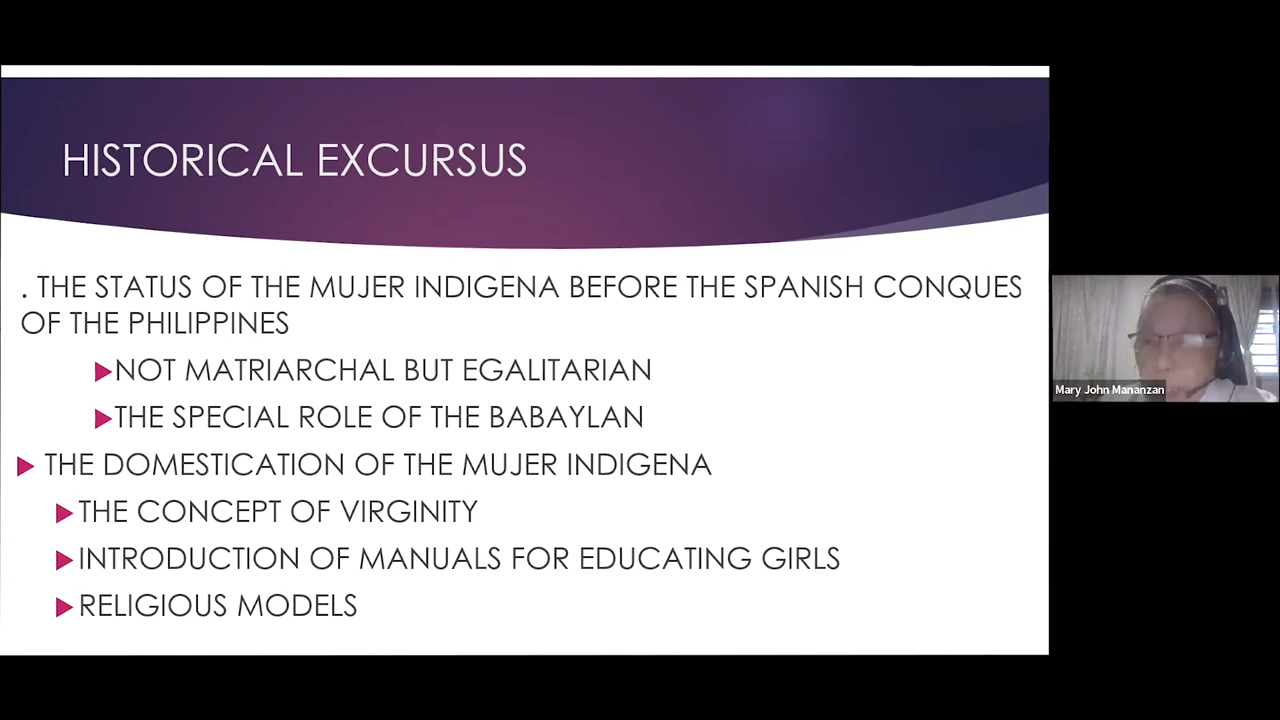 HISTORICAL EXCURSUS
. THE STATUS OF THE MUJER INDIGENA BEFORE THE SPANISH CONQUES
OF THE PHILIPPINES
NOT MATRIARCHAL BUT EGALITARIAN
THE SPECIAL ROLE OF THE BABAYLAN
THE DOMESTICATION OF THE MUJER INDIGENA
THE CONCEPT OF VIRGINITY
INTRODUCTION OF MANUALS FOR EDUCATING GIRLS
RELIGIOUS MODELS
Mary John Mananzan